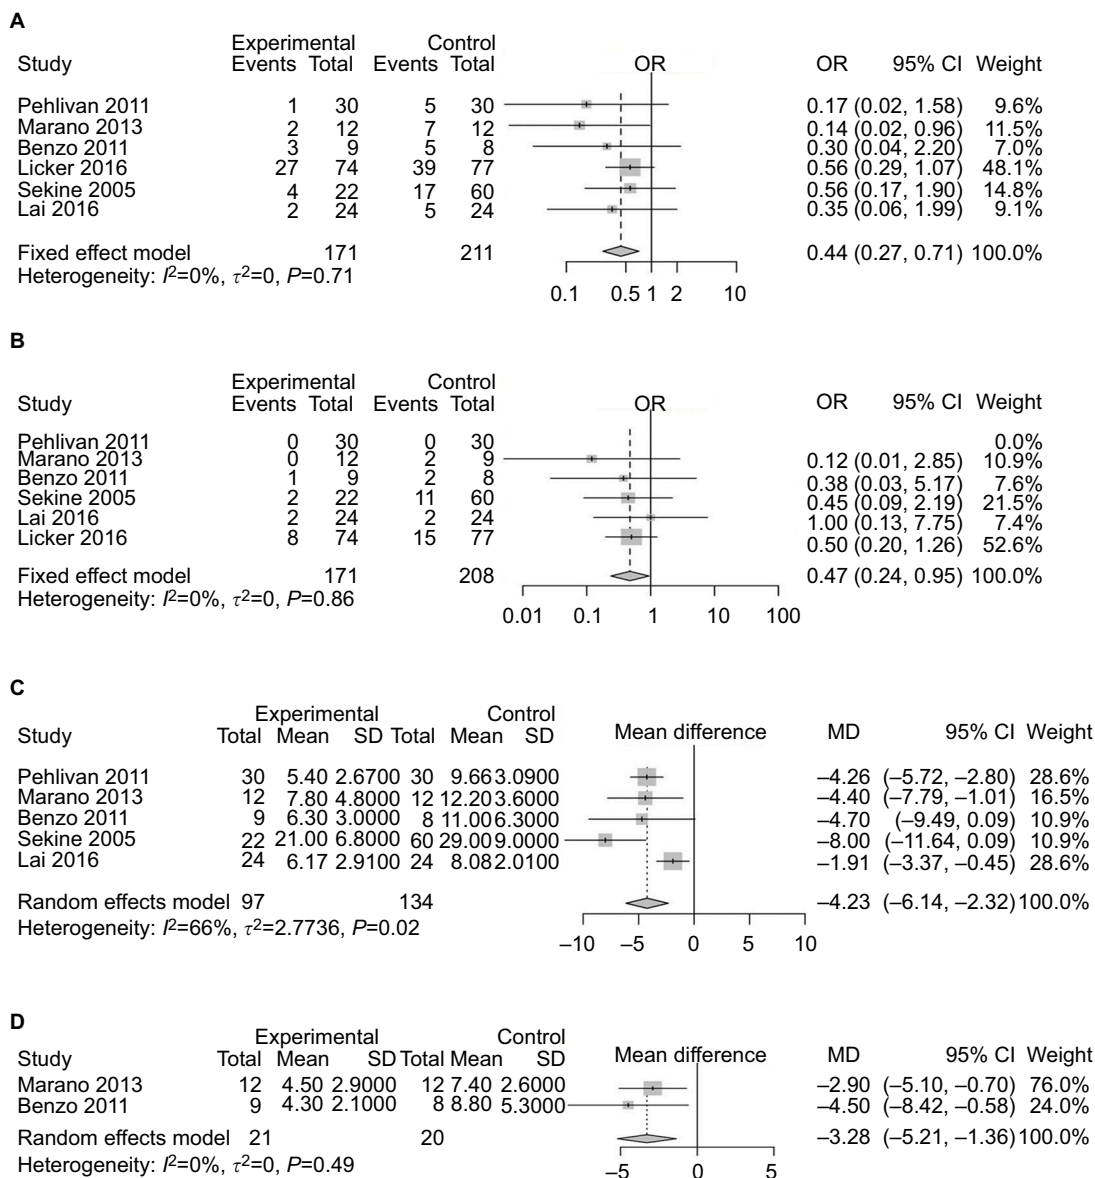 A
Experimental Control
Study Events Total Events Total OR OR 95% CI Weight
Pehlivan 2011 1 30 5 30 0.17 (0.02, 1.58) 9.6%
Marano 2013 2 12 7 12 0.14 (0.02, 0.96) 11.5%
Benzo 2011 3 9 5 8 0.30 (0.04, 2.20) 7.0%
Licker 2016 27 74 39 77 0.56 (0.29, 1.07) 48.1%
Sekine 2005 4 22 17 60 0.56 (0.17, 1.90) 14.8%
Lai 2016 2 24 5 24 0.35 (0.06, 1.99) 9.1%
Fixed effect model 171 211 0.44 (0.27, 0.71) 100.0%
Heterogeneity: I²=0%, τ²=0, P=0.71
0.1 0.5 1 2 10
B
Experimental Control
Study Events Total Events Total OR OR 95% CI Weight
Pehlivan 2011 0 30 0 30 0.0%
Marano 2013 0 12 2 9 0.12 (0.01, 2.85) 10.9%
Benzo 2011 1 9 2 8 0.38 (0.03, 5.17) 7.6%
Sekine 2005 2 22 11 60 0.45 (0.09, 2.19) 21.5%
Lai 2016 2 24 2 24 1.00 (0.13, 7.75) 7.4%
Licker 2016 8 74 15 77 0.50 (0.20, 1.26) 52.6%
Fixed effect model 171 208 0.47 (0.24, 0.95) 100.0%
Heterogeneity: I²=0%, τ²=0, P=0.86
0.01 0.1 1 10 100
C
Experimental Control
Study Total Mean SD Total Mean SD Mean difference MD 95% CI Weight
Pehlivan 2011 30 5.40 2.6700 30 9.66 3.0900 –4.26 (–5.72, –2.80) 28.6%
Marano 2013 12 7.80 4.8000 12 12.20 3.6000 –4.40 (–7.79, –1.01) 16.5%
Benzo 2011 9 6.30 3.0000 8 11.00 6.3000 –4.70 (–9.49, 0.09) 10.9%
Sekine 2005 22 21.00 6.8000 60 29.00 9.0000 –8.00 (–11.64, 0.09) 10.9%
Lai 2016 24 6.17 2.9100 24 8.08 2.0100 –1.91 (–3.37, –0.45) 28.6%
Random effects model 97 134 –4.23 (–6.14, –2.32) 100.0%
Heterogeneity: I²=66%, τ²=2.7736, P=0.02
–10 –5 0 5 10
D
Experimental Control
Study Total Mean SD Total Mean SD Mean difference MD 95% CI Weight
Marano 2013 12 4.50 2.9000 12 7.40 2.6000 –2.90 (–5.10, –0.70) 76.0%
Benzo 2011 9 4.30 2.1000 8 8.80 5.3000 –4.50 (–8.42, –0.58) 24.0%
Random effects model 21 20 –3.28 (–5.21, –1.36) 100.0%
Heterogeneity: I²=0%, τ²=0, P=0.49
–5 0 5